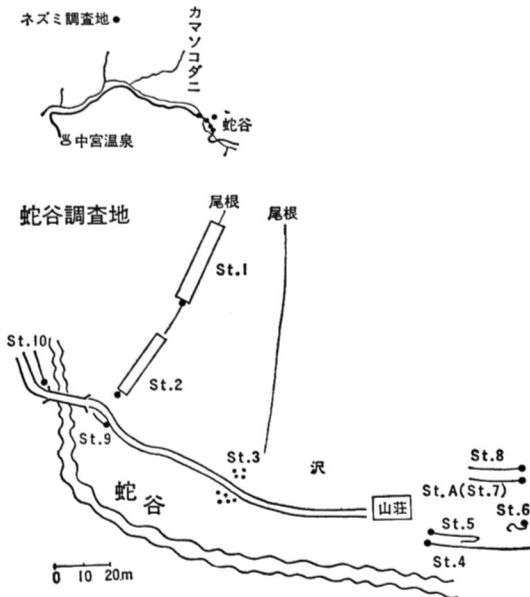 ネズミ調査地
カマソコダニ
蛇谷
中宮温泉
蛇谷調査地
尾根
尾根
St.1
St.10
St.2
St.9
St.3
沢
St.8
St.A(St.7)
蛇谷
山荘
St.6
St.5
St.4
0 10 20m